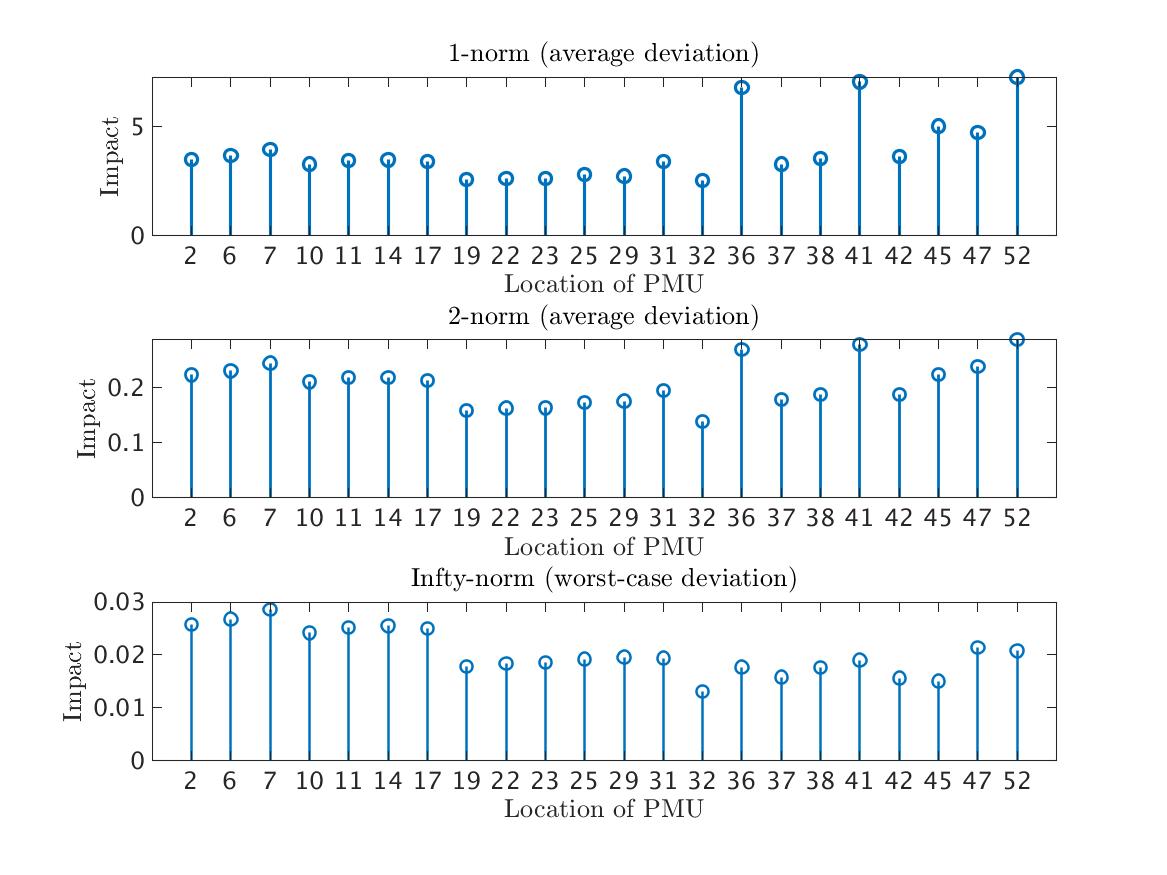 1-norm (average deviation)
5
0
Impact
2 6 7 10 11 14 17 19 22 23 25 29 31 32 36 37 38 41 42 45 47 52
Location of PMU
2-norm (average deviation)
0.2
0.1
0
Impact
2 6 7 10 11 14 17 19 22 23 25 29 31 32 36 37 38 41 42 45 47 52
Location of PMU
Infty-norm (worst-case deviation)
0.03
0.02
0.01
0
Impact
2 6 7 10 11 14 17 19 22 23 25 29 31 32 36 37 38 41 42 45 47 52
Location of PMU